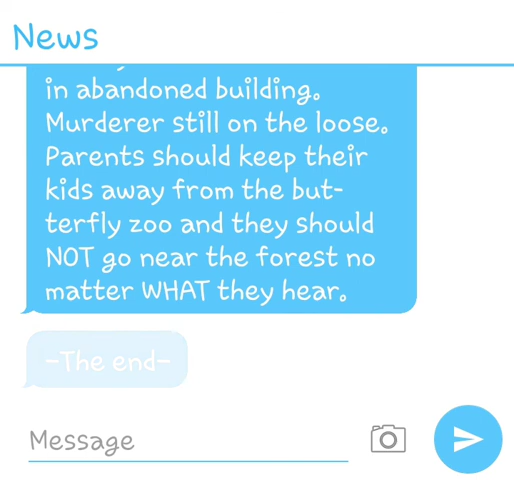 News
in abandoned building.
Murderer still on the loose.
Parents should keep their
kids away from the but-
terfly zoo and they should
NOT go near the forest no
matter WHAT they hear.
-The end-
Message